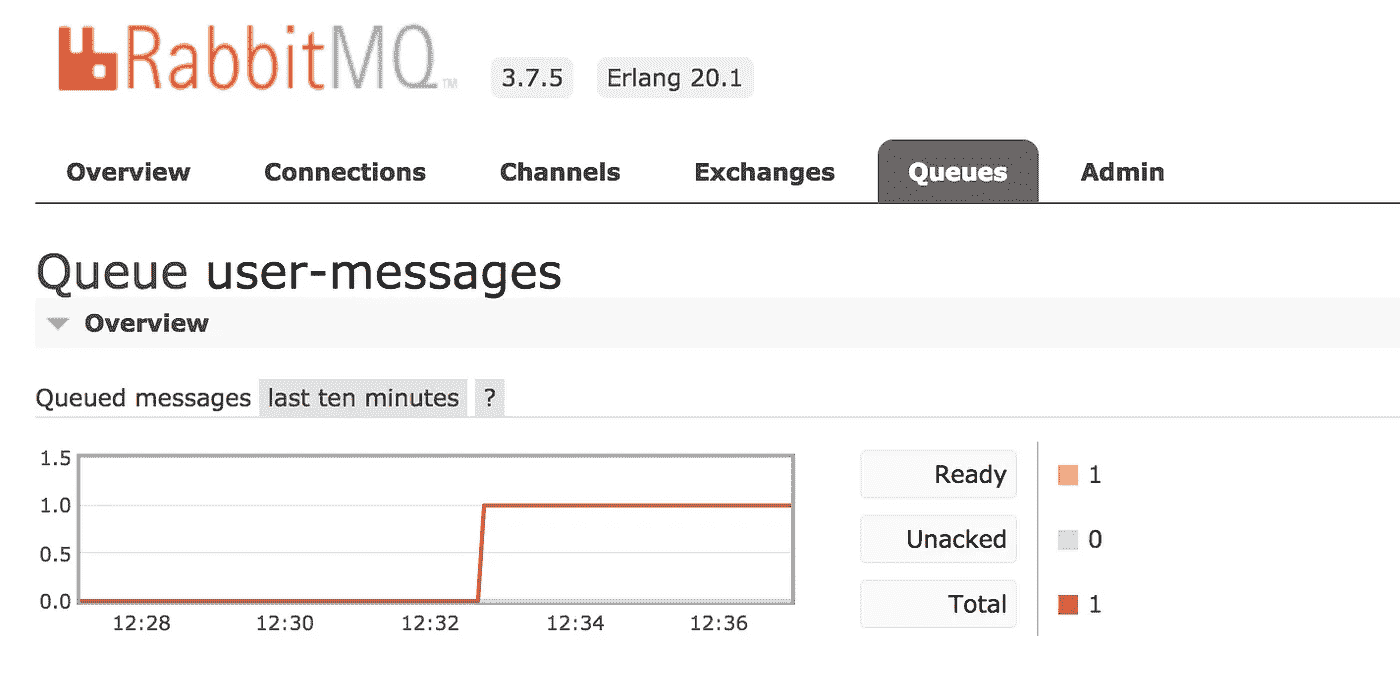 RabbitMQ™ 3.7.5 Erlang 20.1
Overview Connections Channels Exchanges Queues Admin
Queue user-messages
Overview
Queued messages last ten minutes ?
1.5
1.0
0.5
0.0
12:28 12:30 12:32 12:34 12:36
Ready 1
Unacked 0
Total 1